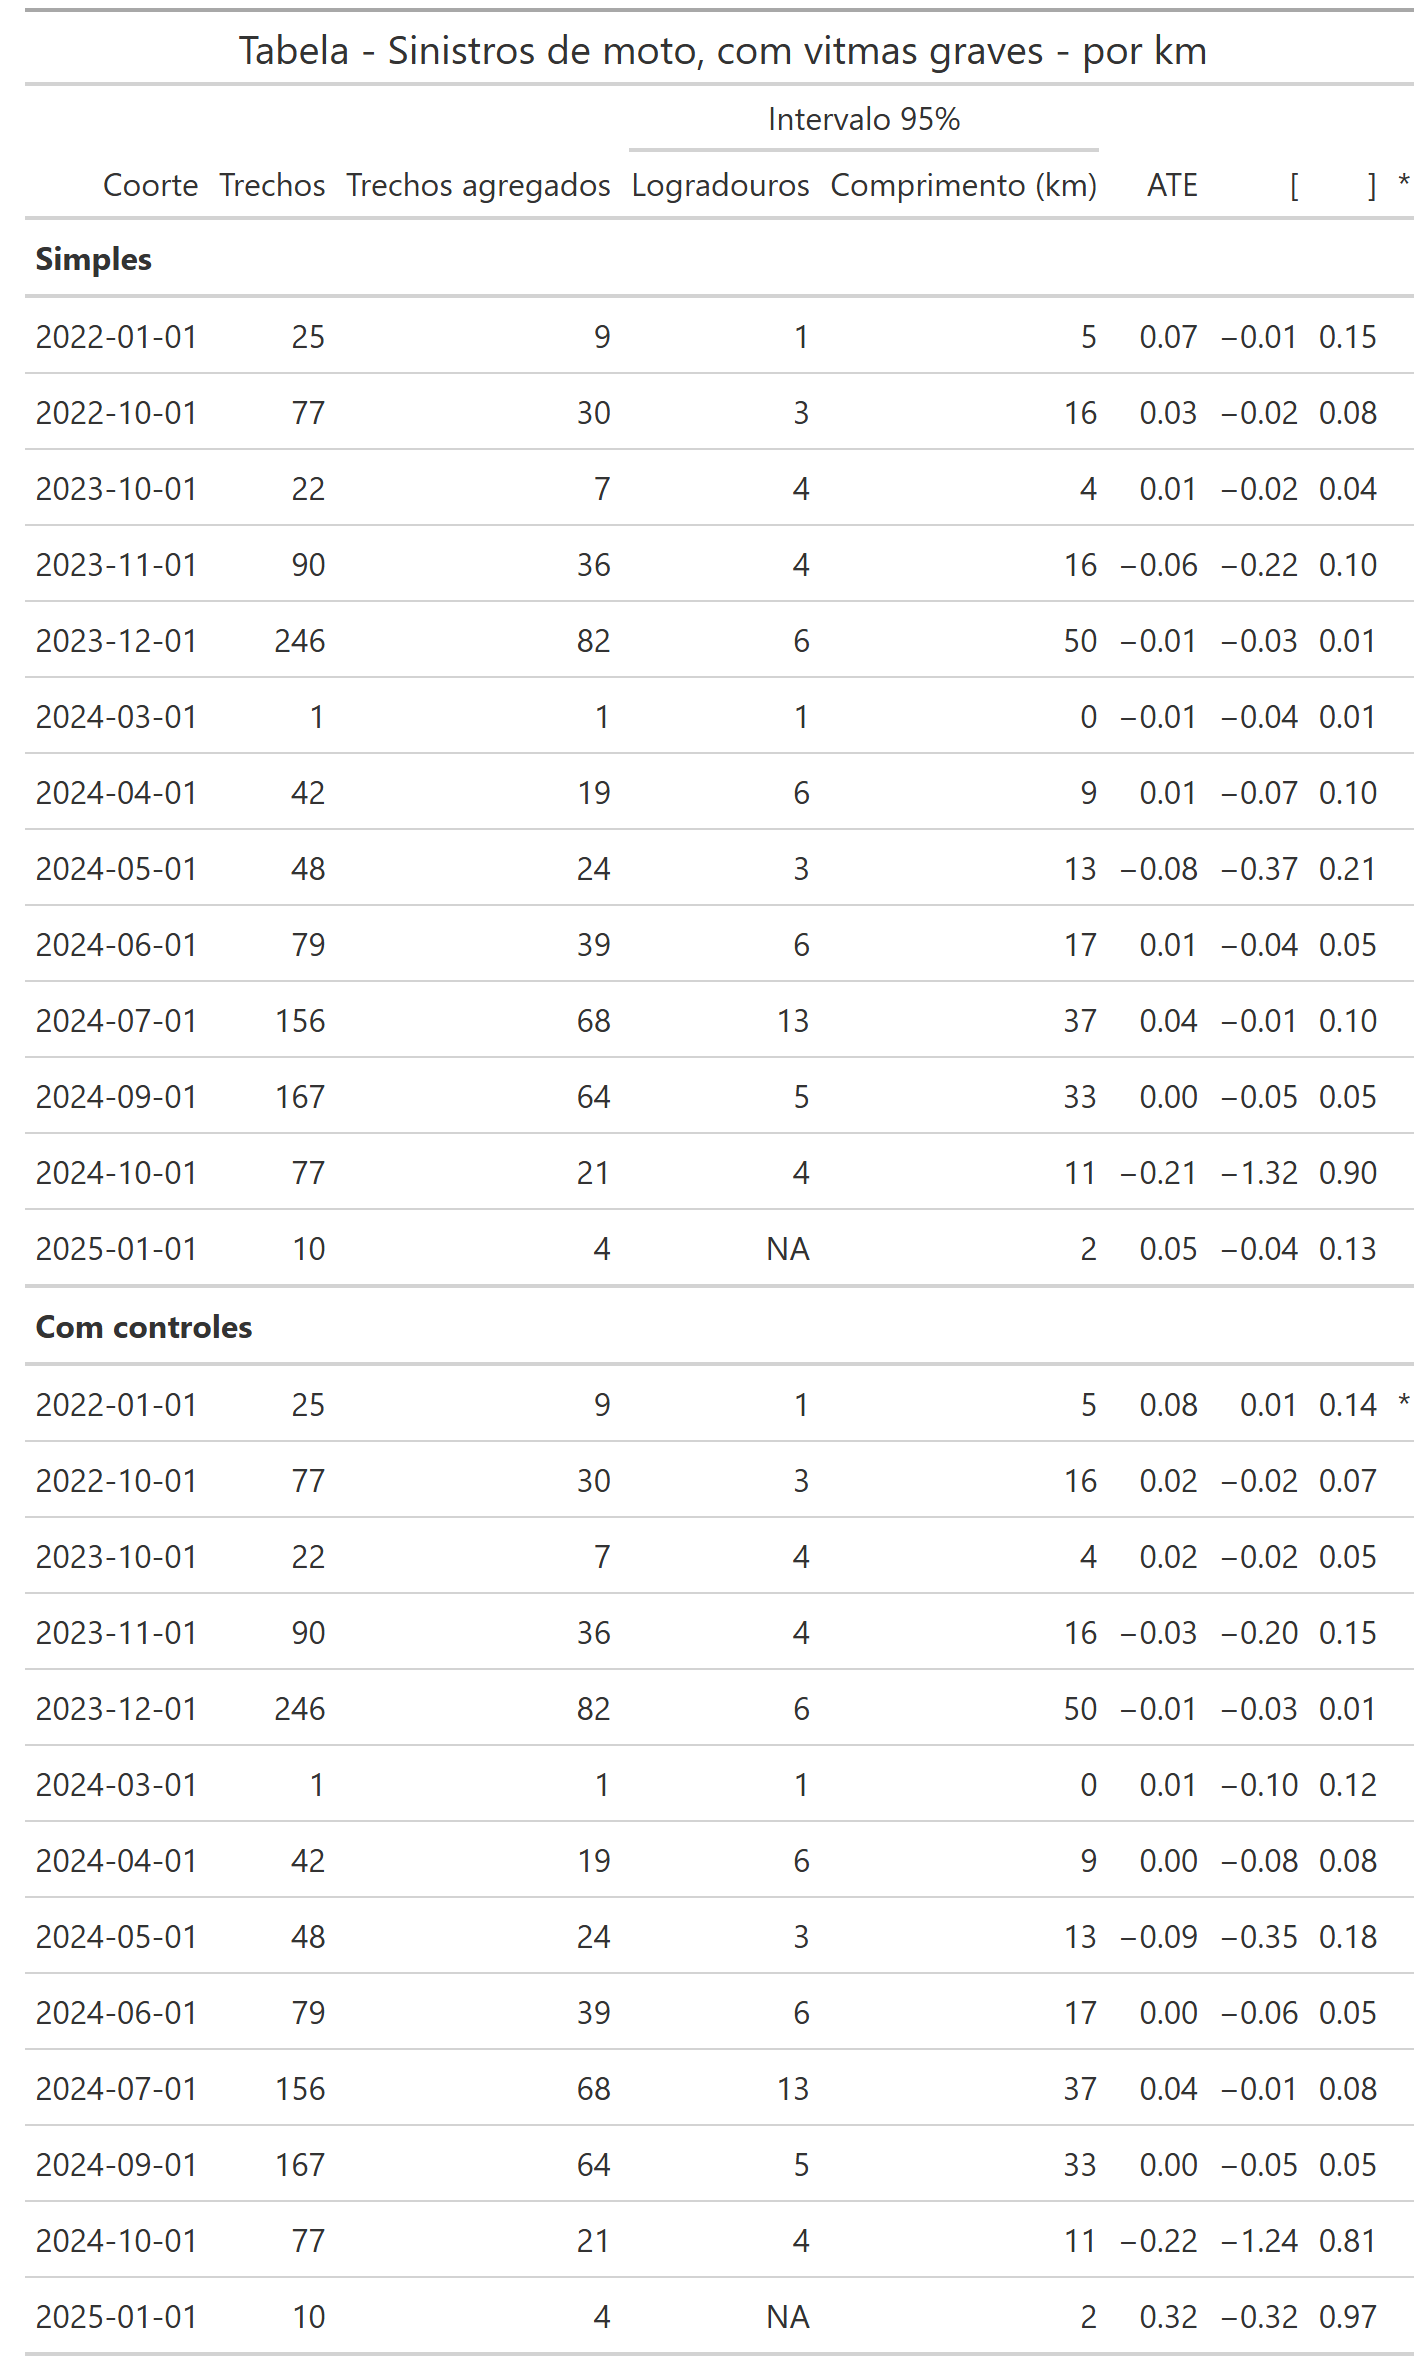 Tabela - Sinistros de moto, com vitmas graves - por km
Intervalo 95%
Coorte Trechos Trechos agregados Logradouros Comprimento (km) ATE [ ] *
Simples
2022-01-01 25 9 1 5 0.07 −0.01 0.15
2022-10-01 77 30 3 16 0.03 −0.02 0.08
2023-10-01 22 7 4 4 0.01 −0.02 0.04
2023-11-01 90 36 4 16 −0.06 −0.22 0.10
2023-12-01 246 82 6 50 −0.01 −0.03 0.01
2024-03-01 1 1 1 0 −0.01 −0.04 0.01
2024-04-01 42 19 6 9 0.01 −0.07 0.10
2024-05-01 48 24 3 13 −0.08 −0.37 0.21
2024-06-01 79 39 6 17 0.01 −0.04 0.05
2024-07-01 156 68 13 37 0.04 −0.01 0.10
2024-09-01 167 64 5 33 0.00 −0.05 0.05
2024-10-01 77 21 4 11 −0.21 −1.32 0.90
2025-01-01 10 4 NA 2 0.05 −0.04 0.13
Com controles
2022-01-01 25 9 1 5 0.08 0.01 0.14 *
2022-10-01 77 30 3 16 0.02 −0.02 0.07
2023-10-01 22 7 4 4 0.02 −0.02 0.05
2023-11-01 90 36 4 16 −0.03 −0.20 0.15
2023-12-01 246 82 6 50 −0.01 −0.03 0.01
2024-03-01 1 1 1 0 0.01 −0.10 0.12
2024-04-01 42 19 6 9 0.00 −0.08 0.08
2024-05-01 48 24 3 13 −0.09 −0.35 0.18
2024-06-01 79 39 6 17 0.00 −0.06 0.05
2024-07-01 156 68 13 37 0.04 −0.01 0.08
2024-09-01 167 64 5 33 0.00 −0.05 0.05
2024-10-01 77 21 4 11 −0.22 −1.24 0.81
2025-01-01 10 4 NA 2 0.32 −0.32 0.97